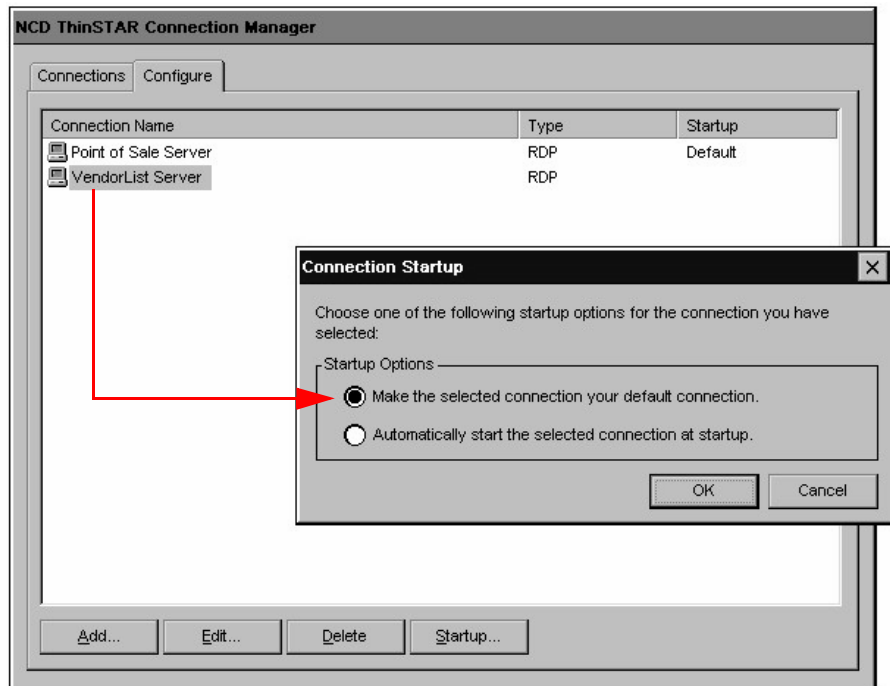 NCD ThinSTAR Connection Manager
Connections Configure
Connection Name Type Startup
Point of Sale Server RDP Default
VendorList Server RDP
Connection Startup
Choose one of the following startup options for the connection you have
selected:
Startup Options
Make the selected connection your default connection.
Automatically start the selected connection at startup.
OK Cancel
Add... Edit... Delete Startup...